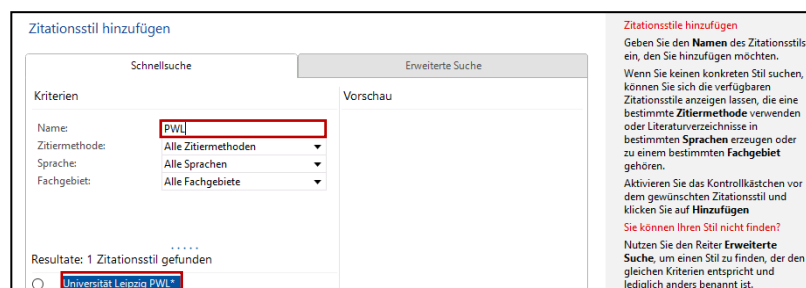 Zitationsstil hinzufügen
Schnellsuche
Erweiterte Suche
Kriterien
Vorschau
Name: PWL
Zitiermethode: Alle Zitiermethoden
Sprache: Alle Sprachen
Fachgebiet: Alle Fachgebiete
Resultate: 1 Zitationsstil gefunden
Universität Leipzig PWL*
Zitationsstile hinzufügen
Geben Sie den Namen des Zitationsstils
ein, den Sie hinzufügen möchten.
Wenn Sie keinen konkreten Stil suchen,
können Sie sich die verfügbaren
Zitationsstile anzeigen lassen, die eine
bestimmte Zitiermethode verwenden
oder Literaturverzeichnisse in
bestimmten Sprachen erzeugen oder
zu einem bestimmten Fachgebiet
gehören.
Aktivieren Sie das Kontrollkästchen vor
dem gewünschten Zitationsstil und
klicken Sie auf Hinzufügen
Sie können Ihren Stil nicht finden?
Nutzen Sie den Reiter Erweiterte
Suche, um einen Stil zu finden, der den
gleichen Kriterien entspricht und
lediglich anders benannt ist.